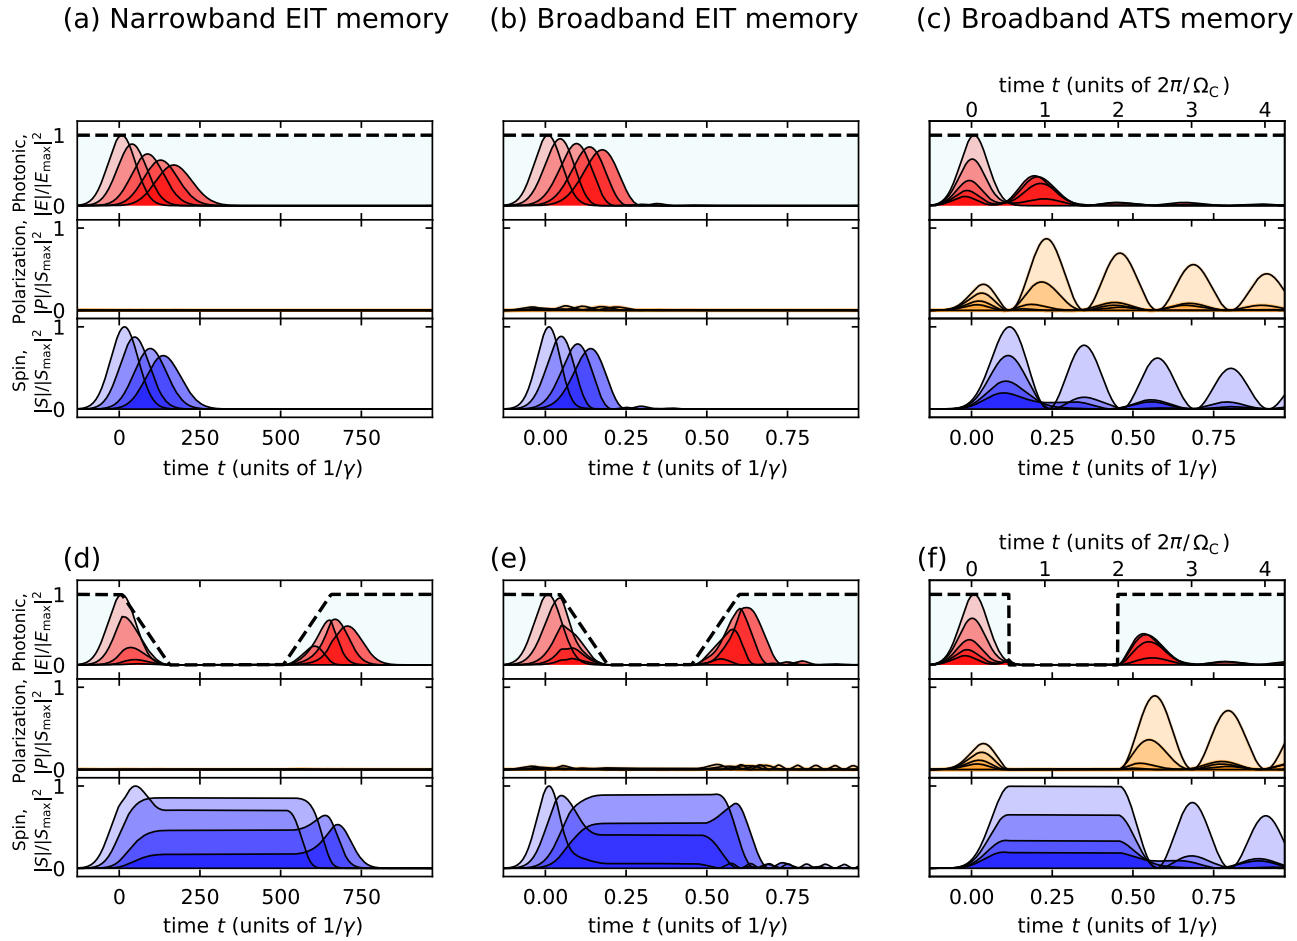 (a) Narrowband EIT memory
(b) Broadband EIT memory
(c) Broadband ATS memory
time t (units of 2π/Ω_C)
0 1 2 3 4
Photonic,
|E|/|E_max|²
1
0
Polarization,
|P|/|S_max|²
1
0
Spin,
|S|/|S_max|²
1
0
0 250 500 750
time t (units of 1/γ)
0.00 0.25 0.50 0.75
time t (units of 1/γ)
0.00 0.25 0.50 0.75
time t (units of 1/γ)
(d)
(e)
(f)
time t (units of 2π/Ω_C)
0 1 2 3 4
Photonic,
|E|/|E_max|²
1
0
Polarization,
|P|/|S_max|²
1
0
Spin,
|S|/|S_max|²
1
0
0 250 500 750
time t (units of 1/γ)
0.00 0.25 0.50 0.75
time t (units of 1/γ)
0.00 0.25 0.50 0.75
time t (units of 1/γ)